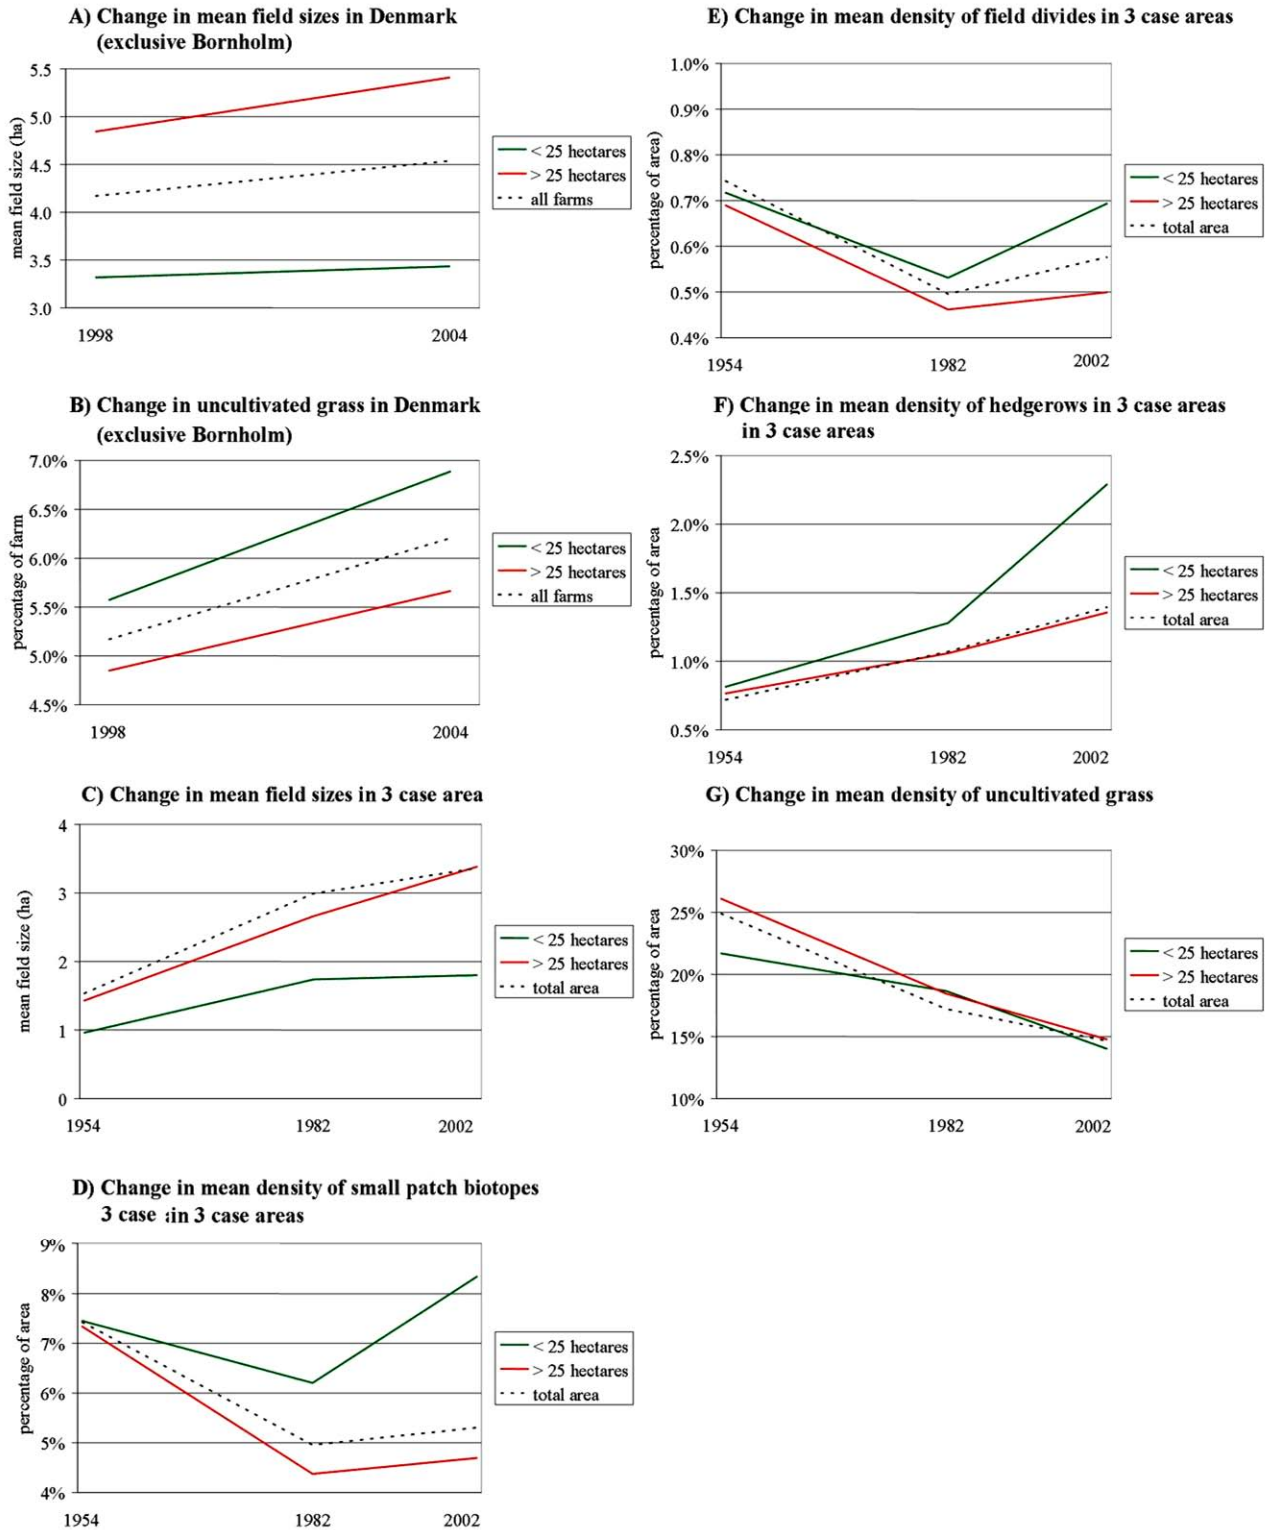 A) Change in mean field sizes in Denmark
(exclusive Bornholm)
5.5
5.0
4.5
4.0
3.5
3.0
mean field size (ha)
1998
2004
< 25 hectares
> 25 hectares
all farms
B) Change in uncultivated grass in Denmark
(exclusive Bornholm)
7.0%
6.5%
6.0%
5.5%
5.0%
4.5%
percentage of farm
1998
2004
< 25 hectares
> 25 hectares
all farms
C) Change in mean field sizes in 3 case area
4
3
2
1
0
mean field size (ha)
1954
1982
2002
< 25 hectares
> 25 hectares
total area
D) Change in mean density of small patch biotopes
3 case in 3 case areas
9%
8%
7%
6%
5%
4%
percentage of area
1954
1982
2002
< 25 hectares
> 25 hectares
total area
E) Change in mean density of field divides in 3 case areas
1.0%
0.9%
0.8%
0.7%
0.6%
0.5%
0.4%
percentage of area)
1954
1982
2002
< 25 hectares
> 25 hectares
total area
F) Change in mean density of hedgerows in 3 case areas
in 3 case areas
2.5%
2.0%
1.5%
1.0%
0.5%
percentage of area
1954
1982
2002
< 25 hectares
> 25 hectares
total area
G) Change in mean density of uncultivated grass
30%
25%
20%
15%
10%
percentage of area
1954
1982
2002
< 25 hectares
> 25 hectares
total area